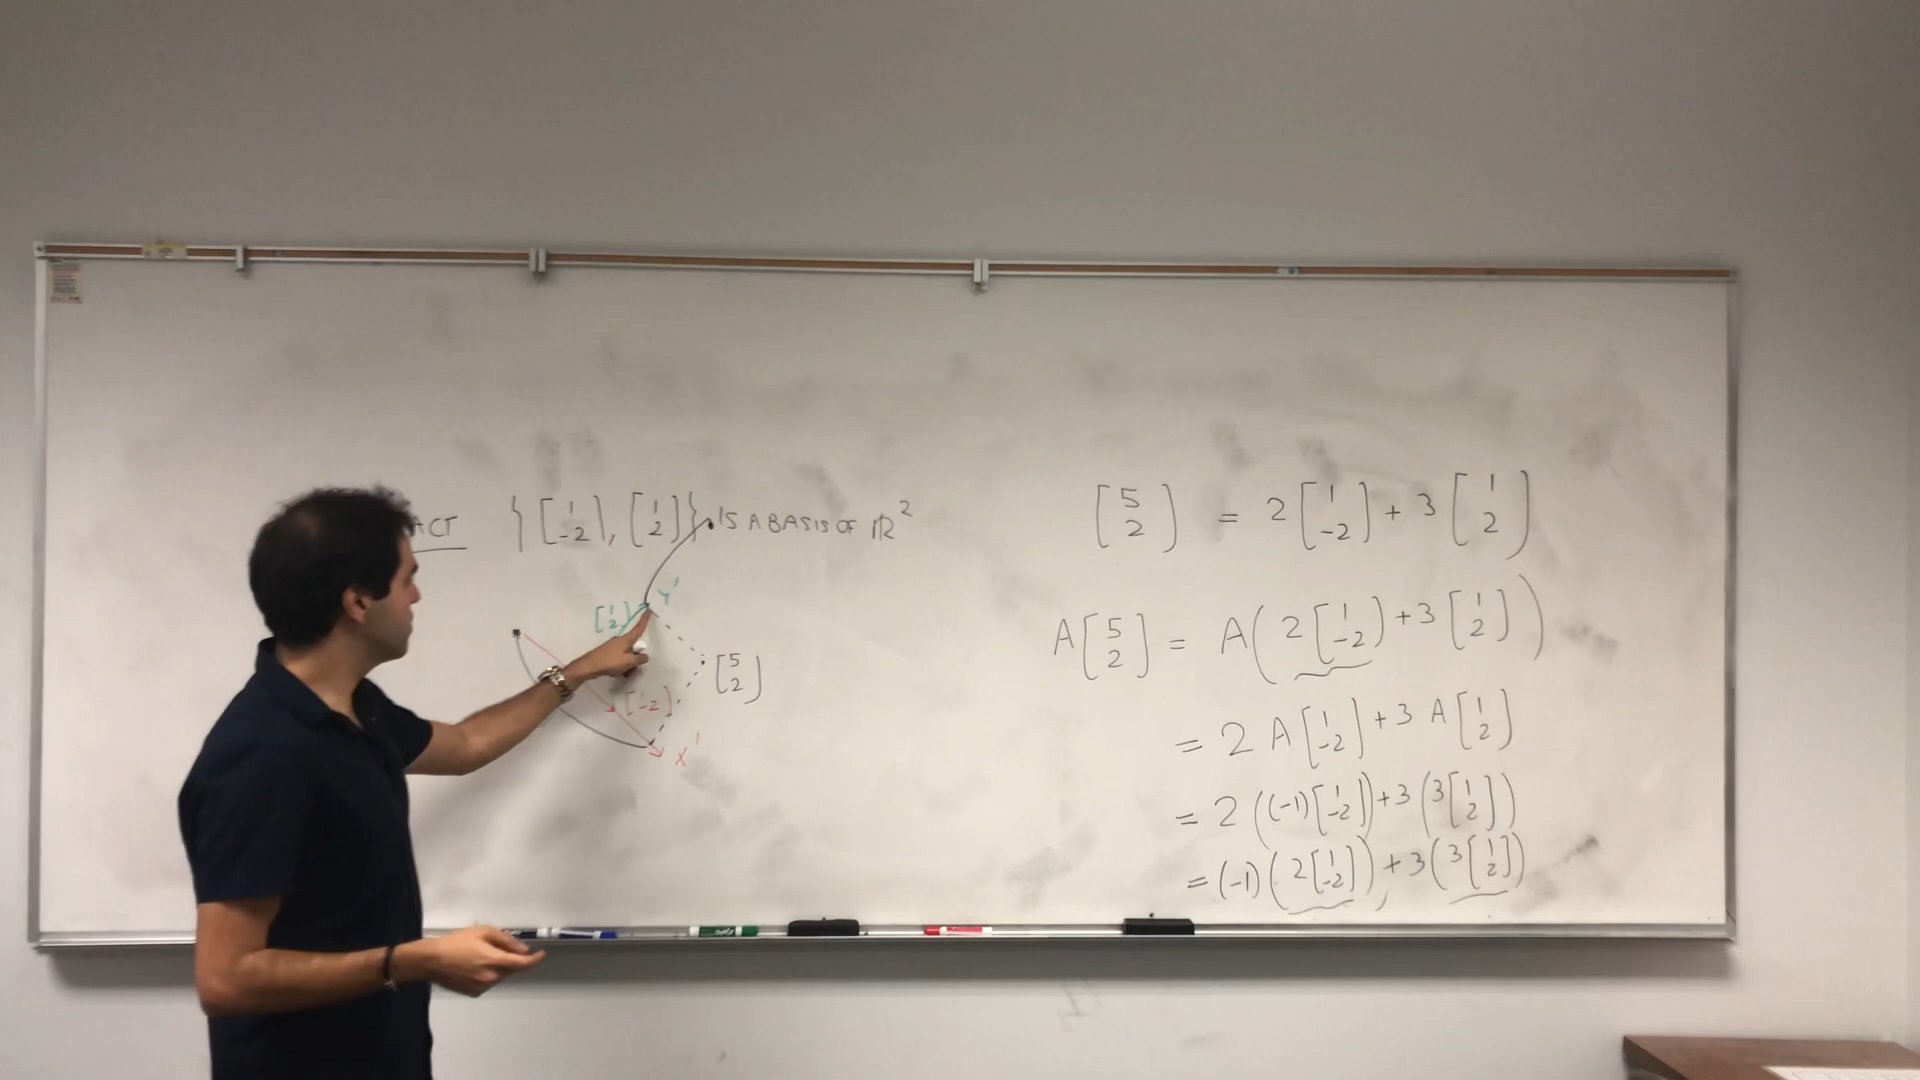 ACT { [1 -2], [1 2] } IS A BASIS OF ℝ²
[1 2] Y'
[5 2]
[1 -2]
X'
[5 2] = 2 [1 -2] + 3 [1 2]
A [5 2] = A ( 2 [1 -2] + 3 [1 2] )
= 2 A [1 -2] + 3 A [1 2]
= 2 ( (-1) [1 -2] ) + 3 ( 3 [1 2] )
= (-1) ( 2 [1 -2] ) + 3 ( 3 [1 2] )